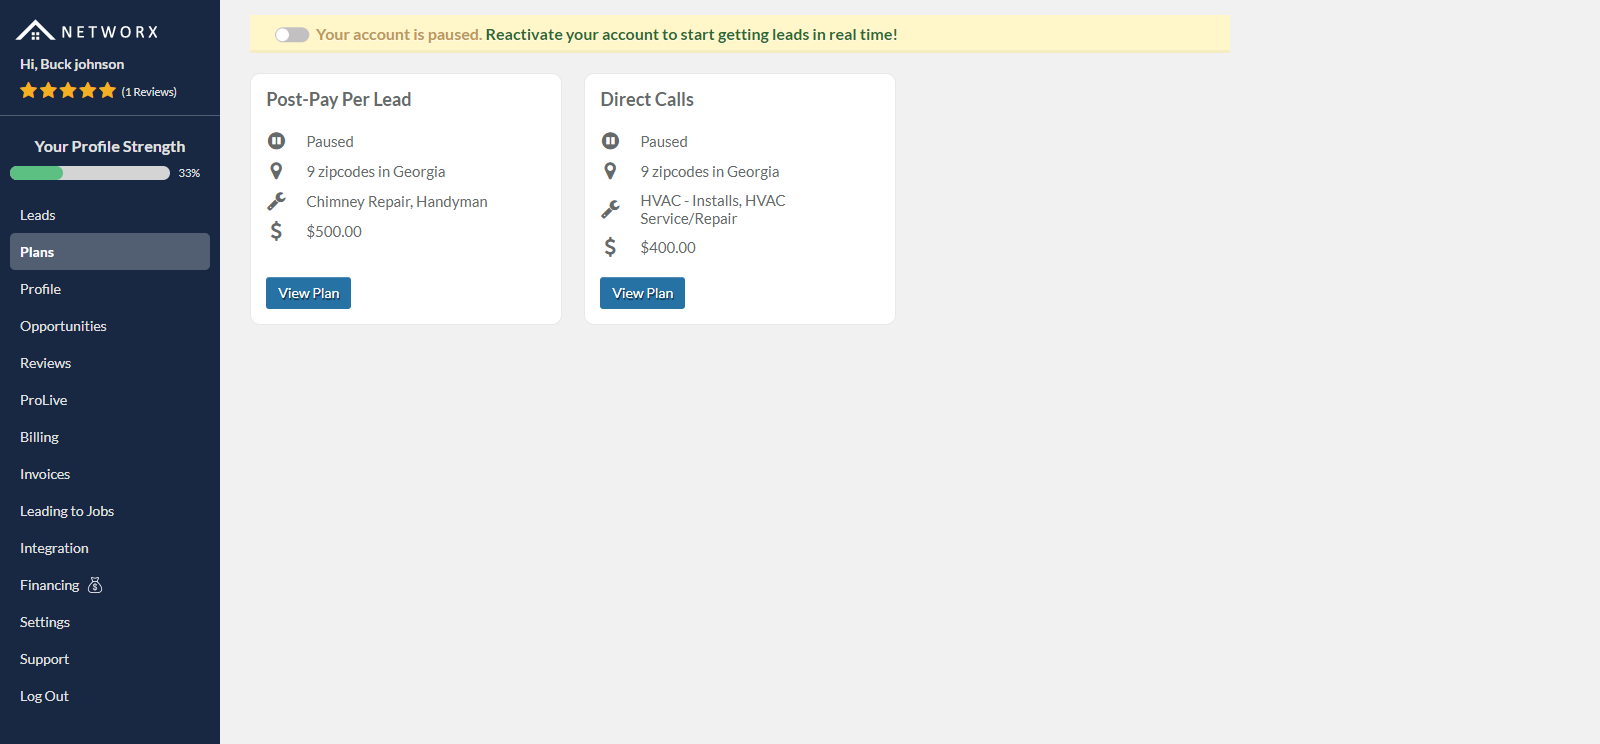 NETWORX
Hi, Buck johnson
(1 Reviews)
Your Profile Strength
33%
Leads
Plans
Profile
Opportunities
Reviews
ProLive
Billing
Invoices
Leading to Jobs
Integration
Financing
Settings
Support
Log Out
Your account is paused. Reactivate your account to start getting leads in real time!
Post-Pay Per Lead
Paused
9 zipcodes in Georgia
Chimney Repair, Handyman
$500.00
View Plan
Direct Calls
Paused
9 zipcodes in Georgia
HVAC - Installs, HVAC
Service/Repair
$400.00
View Plan